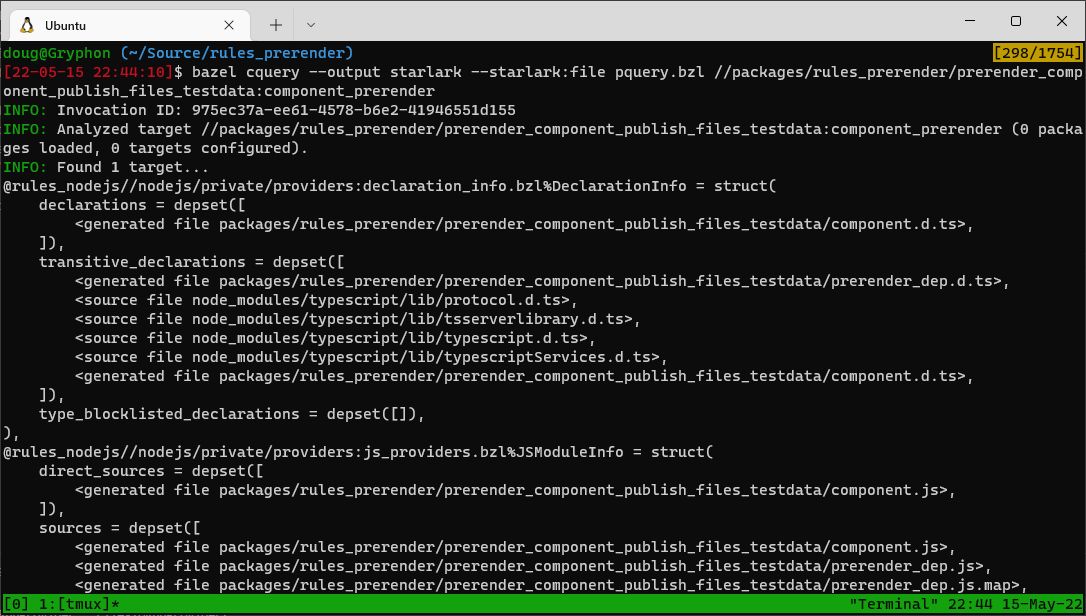 Ubuntu
doug@Gryphon (~/Source/rules_prerender) [298/1754]
[22-05-15 22:44:10]$ bazel cquery --output starlark --starlark:file pquery.bzl //packages/rules_prerender/prerender_comp
onent_publish_files_testdata:component_prerender
INFO: Invocation ID: 975ec37a-ee61-4578-b6e2-41946551d155
INFO: Analyzed target //packages/rules_prerender/prerender_component_publish_files_testdata:component_prerender (0 packa
ges loaded, 0 targets configured).
INFO: Found 1 target...
@rules_nodejs//nodejs/private/providers:declaration_info.bzl%DeclarationInfo = struct(
    declarations = depset([
        <generated file packages/rules_prerender/prerender_component_publish_files_testdata/component.d.ts>,
    ]),
    transitive_declarations = depset([
        <generated file packages/rules_prerender/prerender_component_publish_files_testdata/prerender_dep.d.ts>,
        <source file node_modules/typescript/lib/protocol.d.ts>,
        <source file node_modules/typescript/lib/tsserverlibrary.d.ts>,
        <source file node_modules/typescript/lib/typescript.d.ts>,
        <source file node_modules/typescript/lib/typescriptServices.d.ts>,
        <generated file packages/rules_prerender/prerender_component_publish_files_testdata/component.d.ts>,
    ]),
    type_blocklisted_declarations = depset([]),
),
@rules_nodejs//nodejs/private/providers:js_providers.bzl%JSModuleInfo = struct(
    direct_sources = depset([
        <generated file packages/rules_prerender/prerender_component_publish_files_testdata/component.js>,
    ]),
    sources = depset([
        <generated file packages/rules_prerender/prerender_component_publish_files_testdata/component.js>,
        <generated file packages/rules_prerender/prerender_component_publish_files_testdata/prerender_dep.js>,
        <generated file packages/rules_prerender/prerender_component_publish_files_testdata/prerender_dep.js.map>,
[0] 1:[tmux]* "Terminal" 22:44 15-May-22